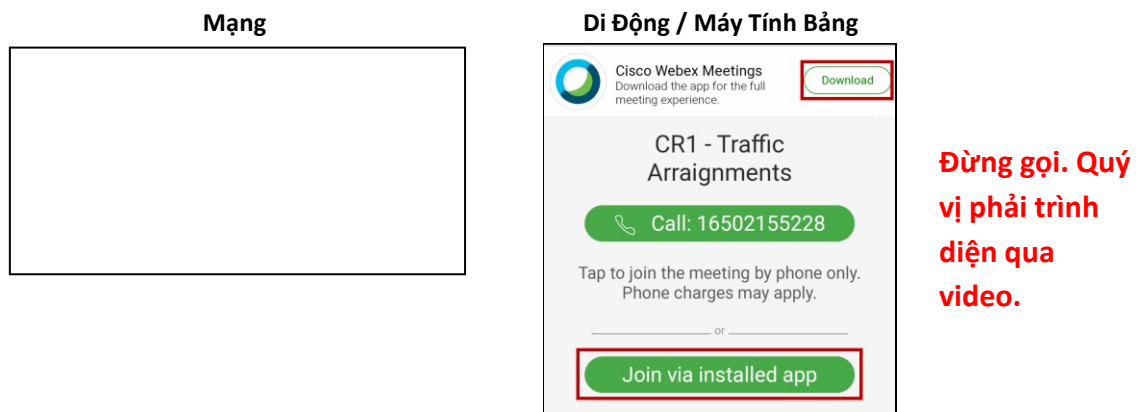 Mạng
Di Động / Máy Tính Bảng
Cisco Webex Meetings
Download the app for the full
meeting experience.
Download
CR1 - Traffic
Arraignments
Call: 16502155228
Tap to join the meeting by phone only.
Phone charges may apply.
or
Join via installed app
Đừng gọi. Quý
vị phải trình
diện qua
video.